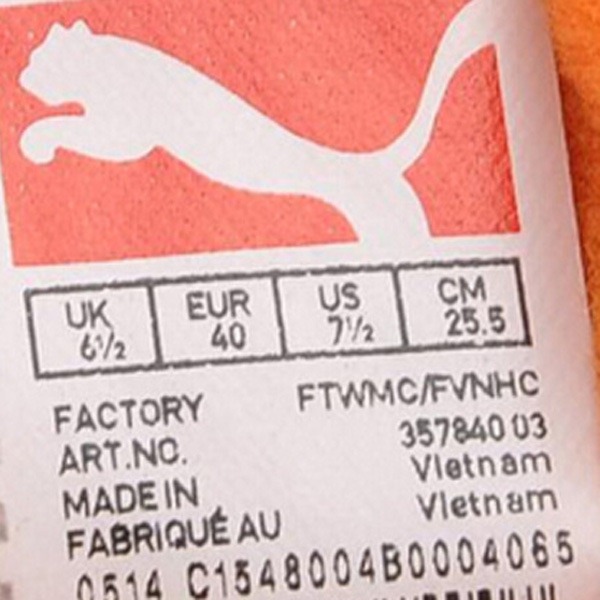 UK EUR US CM
6½ 40 7½ 25.5
FACTORY FTWMC/FVNHC
ART.NO. 357840 03
MADE IN Vietnam
FABRIQUÉ AU Vietnam
0514 C1548004B0004065